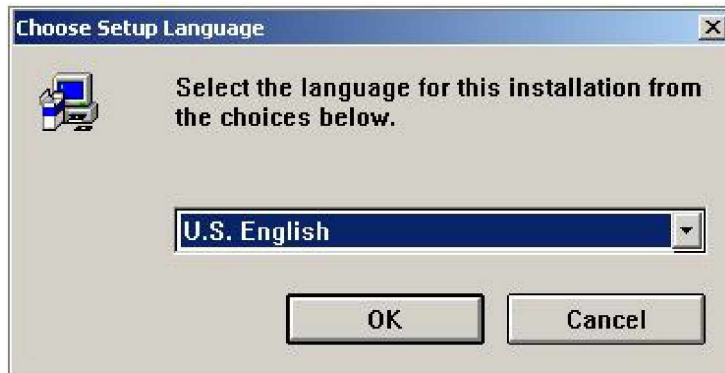 Choose Setup Language
Select the language for this installation from
the choices below.
U.S. English
OK
Cancel